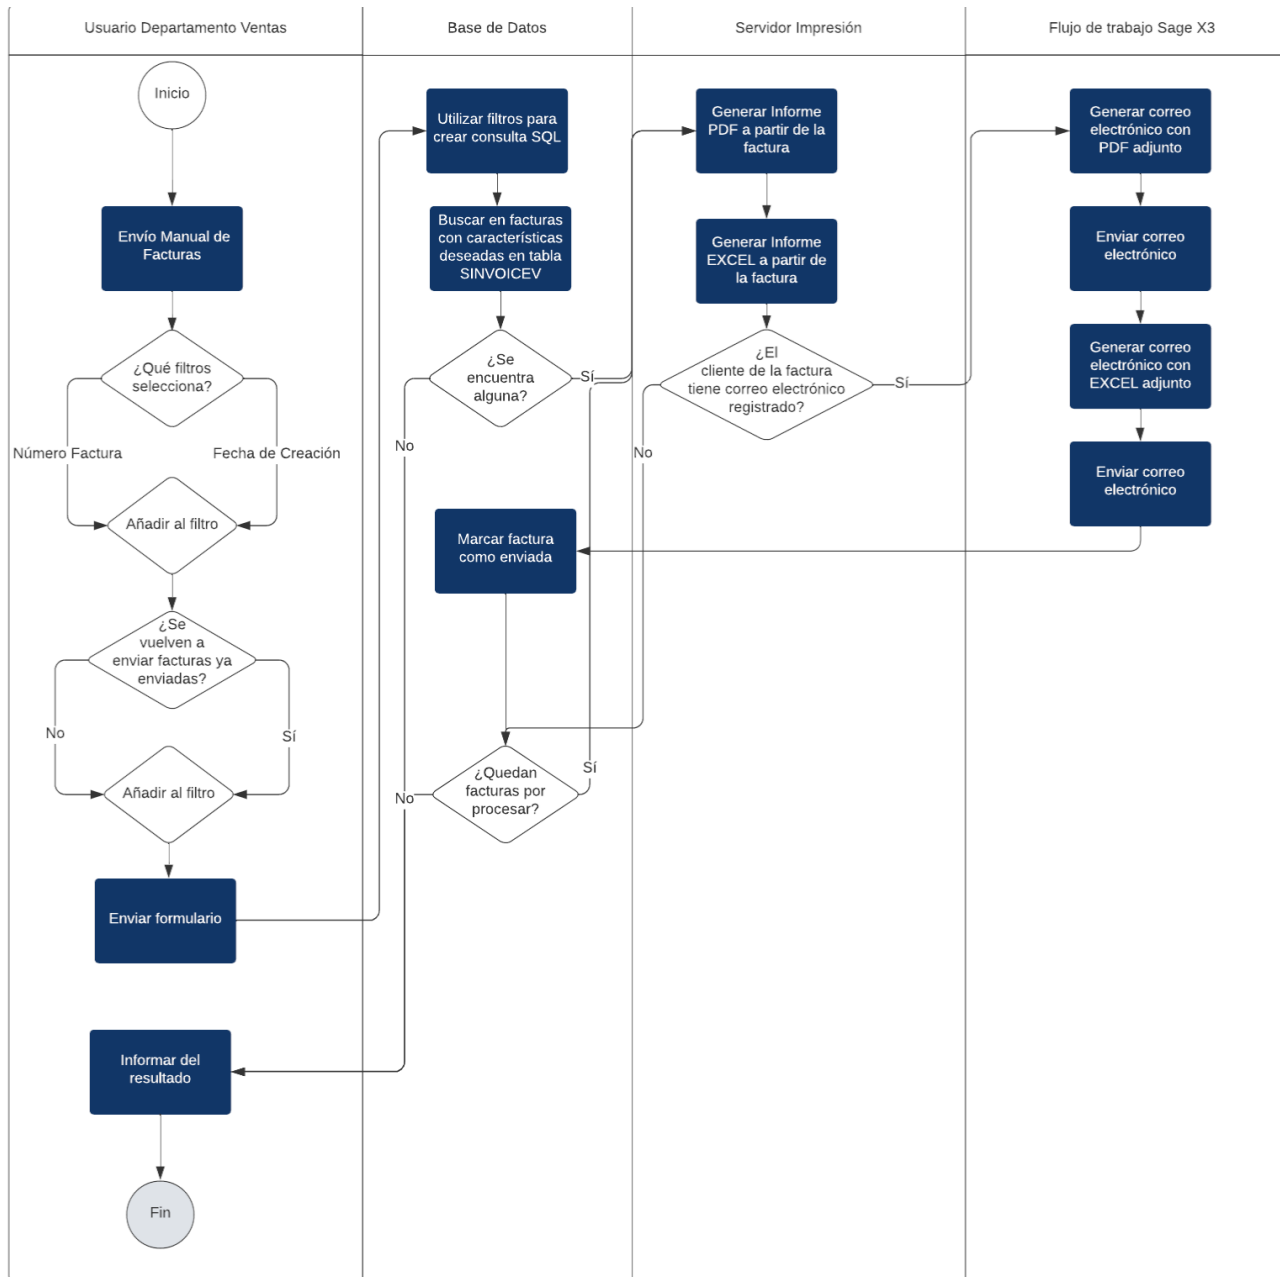 Usuario Departamento Ventas
Base de Datos
Servidor Impresión
Flujo de trabajo Sage X3
Inicio
Envío Manual de
Facturas
¿Qué filtros
selecciona?
Número Factura
Fecha de Creación
Añadir al filtro
¿Se
vuelven a
enviar facturas ya
enviadas?
No
Sí
Añadir al filtro
Enviar formulario
Informar del
resultado
Fin
Utilizar filtros para
crear consulta SQL
Buscar en facturas
con características
deseadas en tabla
SINVOICEV
¿Se
encuentra
alguna?
Sí
No
Marcar factura
como enviada
¿Quedan
facturas por
procesar?
Sí
No
Generar Informe
PDF a partir de la
factura
Generar Informe
EXCEL a partir de
la factura
¿El
cliente de la factura
tiene correo electrónico
registrado?
Sí
No
Generar correo
electrónico con
PDF adjunto
Enviar correo
electrónico
Generar correo
electrónico con
EXCEL adjunto
Enviar correo
electrónico